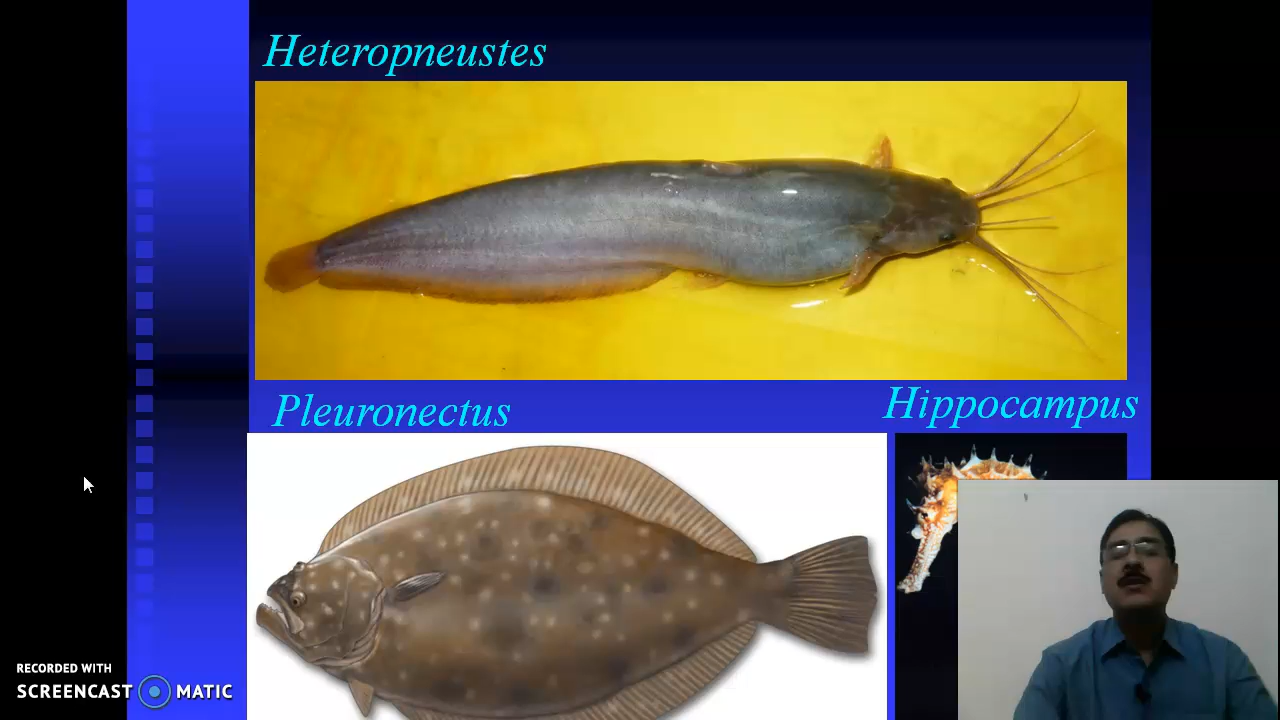 Heteropneustes
Pleuronectus
Hippocampus
RECORDED WITH
SCREENCAST MATIC